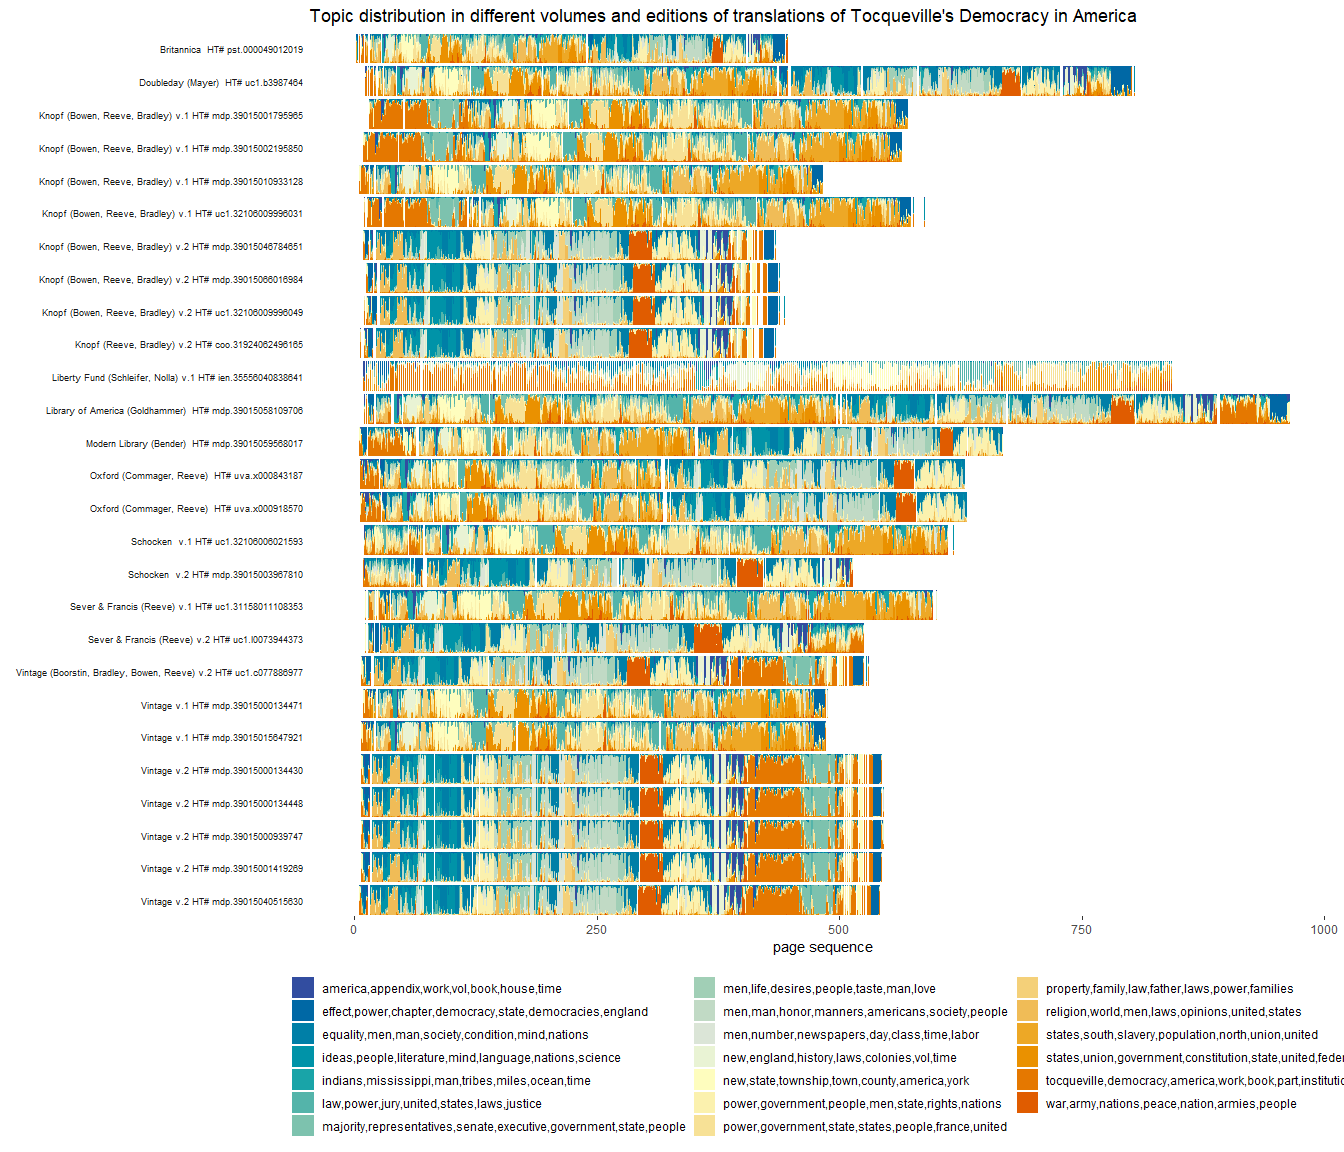 Topic distribution in different volumes and editions of translations of Tocqueville's Democracy in America
Britannica  HT# pst.000049012019
Doubleday (Mayer)  HT# uc1.b3987464
Knopf (Bowen, Reeve, Bradley) v.1 HT# mdp.39015001795965
Knopf (Bowen, Reeve, Bradley) v.1 HT# mdp.39015002195850
Knopf (Bowen, Reeve, Bradley) v.1 HT# mdp.39015010933128
Knopf (Bowen, Reeve, Bradley) v.1 HT# uc1.32106009996031
Knopf (Bowen, Reeve, Bradley) v.2 HT# mdp.39015046784651
Knopf (Bowen, Reeve, Bradley) v.2 HT# mdp.39015066016984
Knopf (Bowen, Reeve, Bradley) v.2 HT# uc1.32106009996049
Knopf (Reeve, Bradley) v.2 HT# coo.31924062496165
Liberty Fund (Schleifer, Nolla) v.1 HT# ien.35556040838641
Library of America (Goldhammer)  HT# mdp.39015058109706
Modern Library (Bender)  HT# mdp.39015059568017
Oxford (Commager, Reeve)  HT# uva.x000843187
Oxford (Commager, Reeve)  HT# uva.x000918570
Schocken  v.1 HT# uc1.32106006021593
Schocken  v.2 HT# mdp.39015003967810
Sever & Francis (Reeve) v.1 HT# uc1.31158011108353
Sever & Francis (Reeve) v.2 HT# uc1.l0073944373
Vintage (Boorstin, Bradley, Bowen, Reeve) v.2 HT# uc1.c077886977
Vintage v.1 HT# mdp.39015000134471
Vintage v.1 HT# mdp.39015015647921
Vintage v.2 HT# mdp.39015000134430
Vintage v.2 HT# mdp.39015000134448
Vintage v.2 HT# mdp.39015000939747
Vintage v.2 HT# mdp.39015001419269
Vintage v.2 HT# mdp.39015040515630
0 250 500 750 1000
page sequence
america,appendix,work,vol,book,house,time
effect,power,chapter,democracy,state,democracies,england
equality,men,man,society,condition,mind,nations
ideas,people,literature,mind,language,nations,science
indians,mississippi,man,tribes,miles,ocean,time
law,power,jury,united,states,laws,justice
majority,representatives,senate,executive,government,state,people
men,life,desires,people,taste,man,love
men,man,honor,manners,americans,society,people
men,number,newspapers,day,class,time,labor
new,england,history,laws,colonies,vol,time
new,state,township,town,county,america,york
power,government,people,men,state,rights,nations
power,government,state,states,people,france,united
property,family,law,father,laws,power,families
religion,world,men,laws,opinions,united,states
states,south,slavery,population,north,union,united
states,union,government,constitution,state,united,feder
tocqueville,democracy,america,work,book,part,institutio
war,army,nations,peace,nation,armies,people